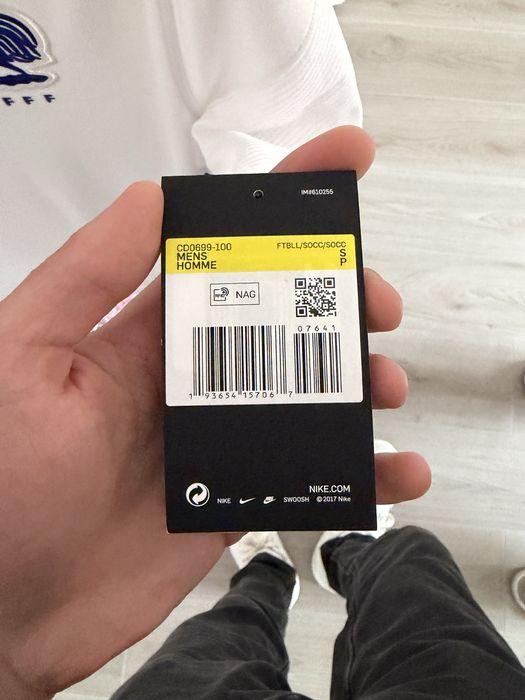 FFF
IM#610255
CD0699-100 FTBLL/SOCC/SOCC
MENS S
HOMME P
RFID NAG
07641
1 93654 15706 7
NIKE.COM
NIKE SWOOSH © 2017 Nike